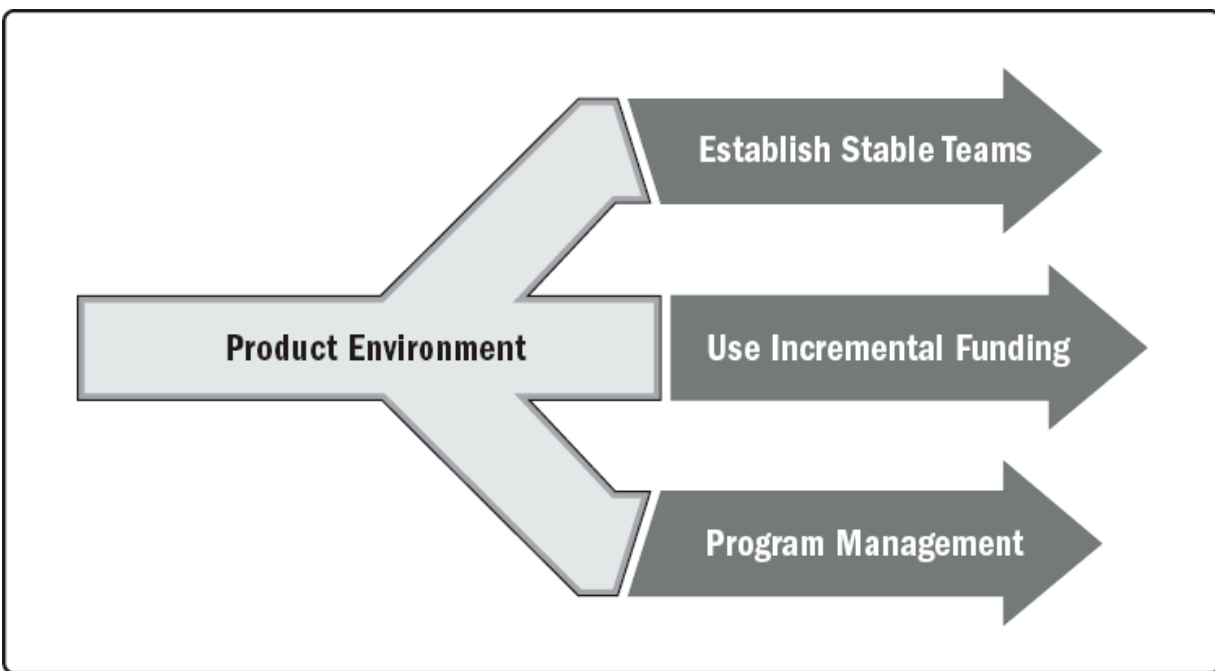 Establish Stable Teams
Product Environment
Use Incremental Funding
Program Management